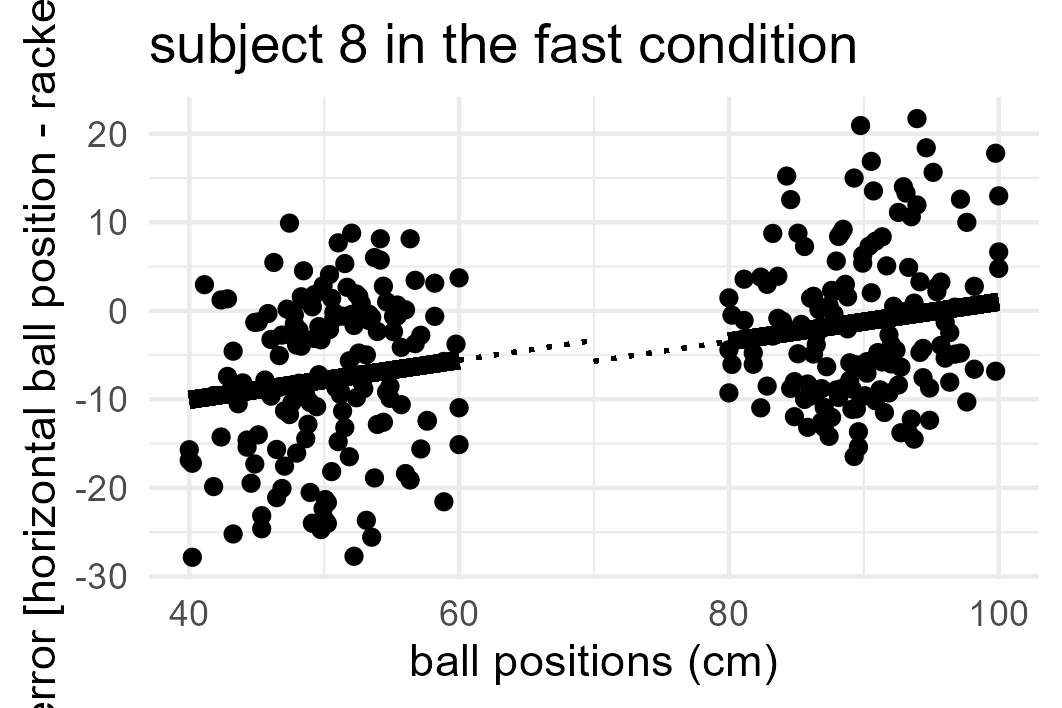 subject 8 in the fast condition
error [horizontal ball position - racke
20
10
0
-10
-20
-30
40 60 80 100
ball positions (cm)